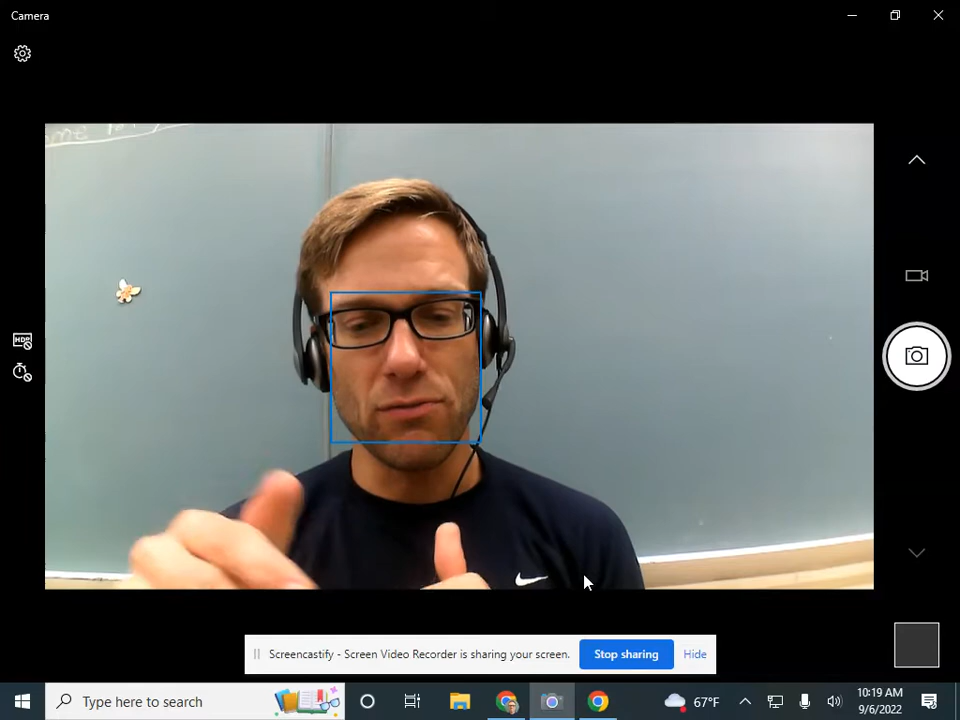 Camera
HDR
Screencastify - Screen Video Recorder is sharing your screen.
Stop sharing
Hide
Type here to search
67°F
10:19 AM
9/6/2022